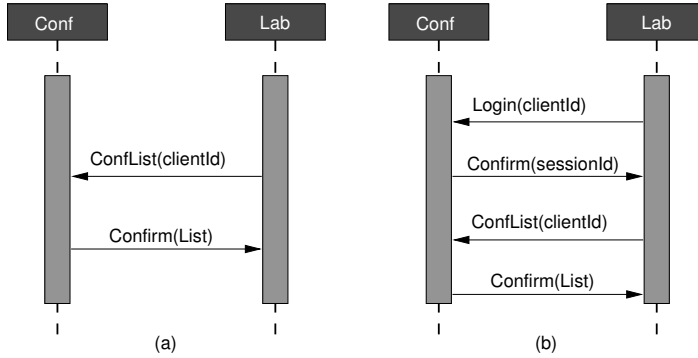 Conf Lab Conf Lab
Login(clientId)
ConfList(clientId) Confirm(sessionId)
ConfList(clientId)
Confirm(List)
Confirm(List)
(a) (b)